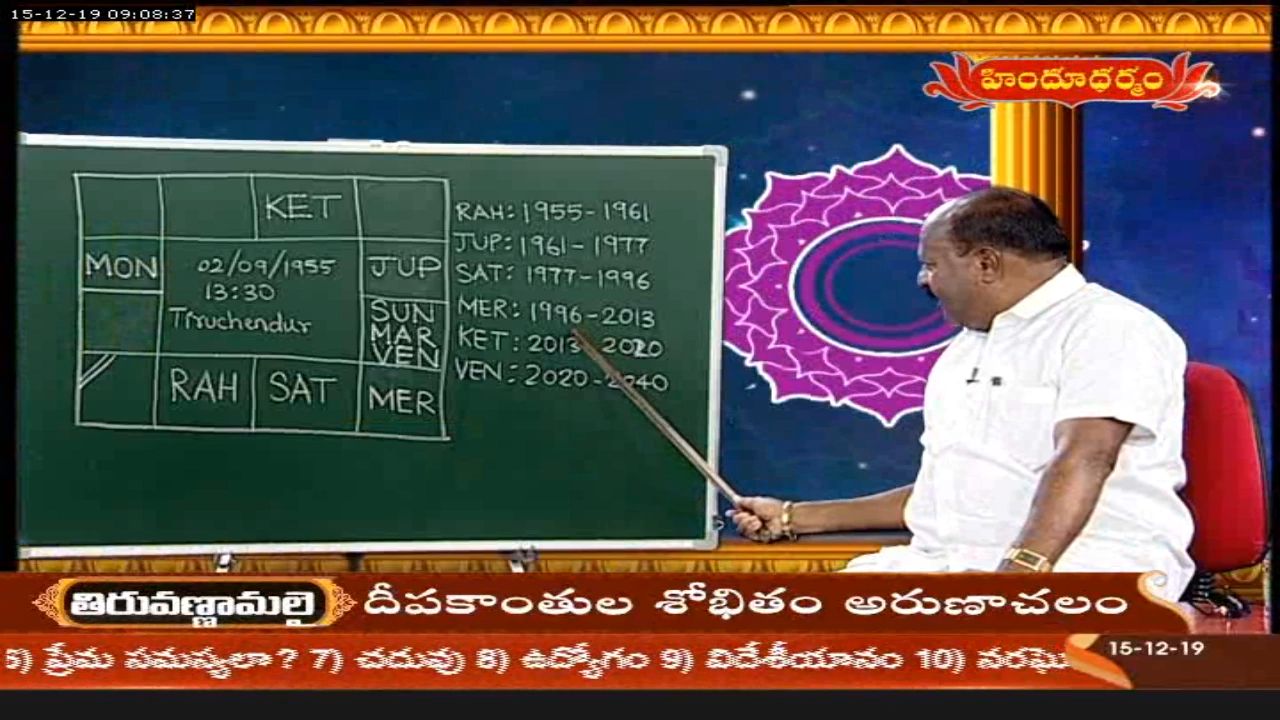 15-12-19 09:08:37
హిందూధర్మం
KET
MON
02/09/1955
13:30
Tiruchendur
JUP
SUN
MAR
VEN
RAH
SAT
MER
RAH: 1955-1961
JUP: 1961-1977
SAT: 1977-1996
MER: 1996-2013
KET: 2013-2020
VEN: 2020-2040
తిరువణ్ణామలై
దీపకాంతుల శోభితం అరుణాచలం
5) ప్రేమ సమస్యలా? 7) చదువు 8) ఉద్యోగం 9) విదేశీయానం 10)
15-12-19